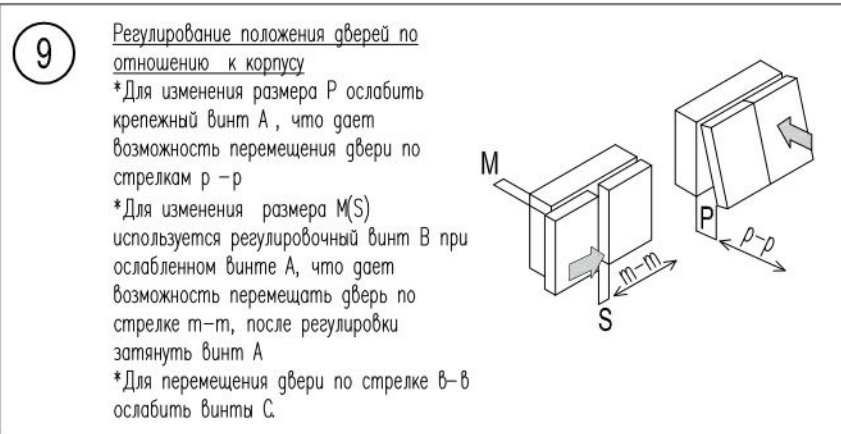 9
Регулирование положения дверей по
отношению к корпусу
*Для изменения размера Р ослабить
крепежный винт А , что дает
возможность перемещения двери по
стрелкам р –р
*Для изменения размера М(S)
используется регулировочный винт В при
ослабленном винте А, что дает
возможность перемещать дверь по
стрелке m–m, после регулировки
затянуть винт А
*Для перемещения двери по стрелке в–в
ослабить винты С.
M
S
m-m
P
p-p